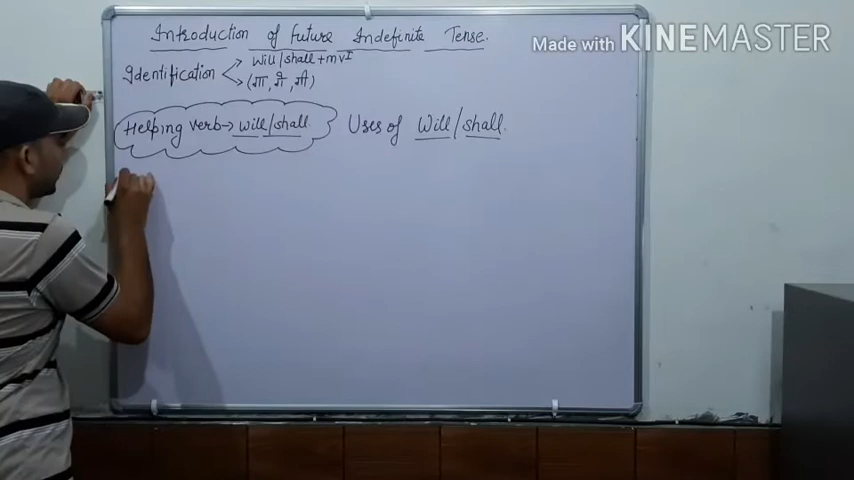 Introduction of Future Indefinite Tense.
Identification
will/shall + mv I
(गा, गे, गी)
Helping verb → will/shall.
Uses of Will/shall.
Made with KINEMASTER